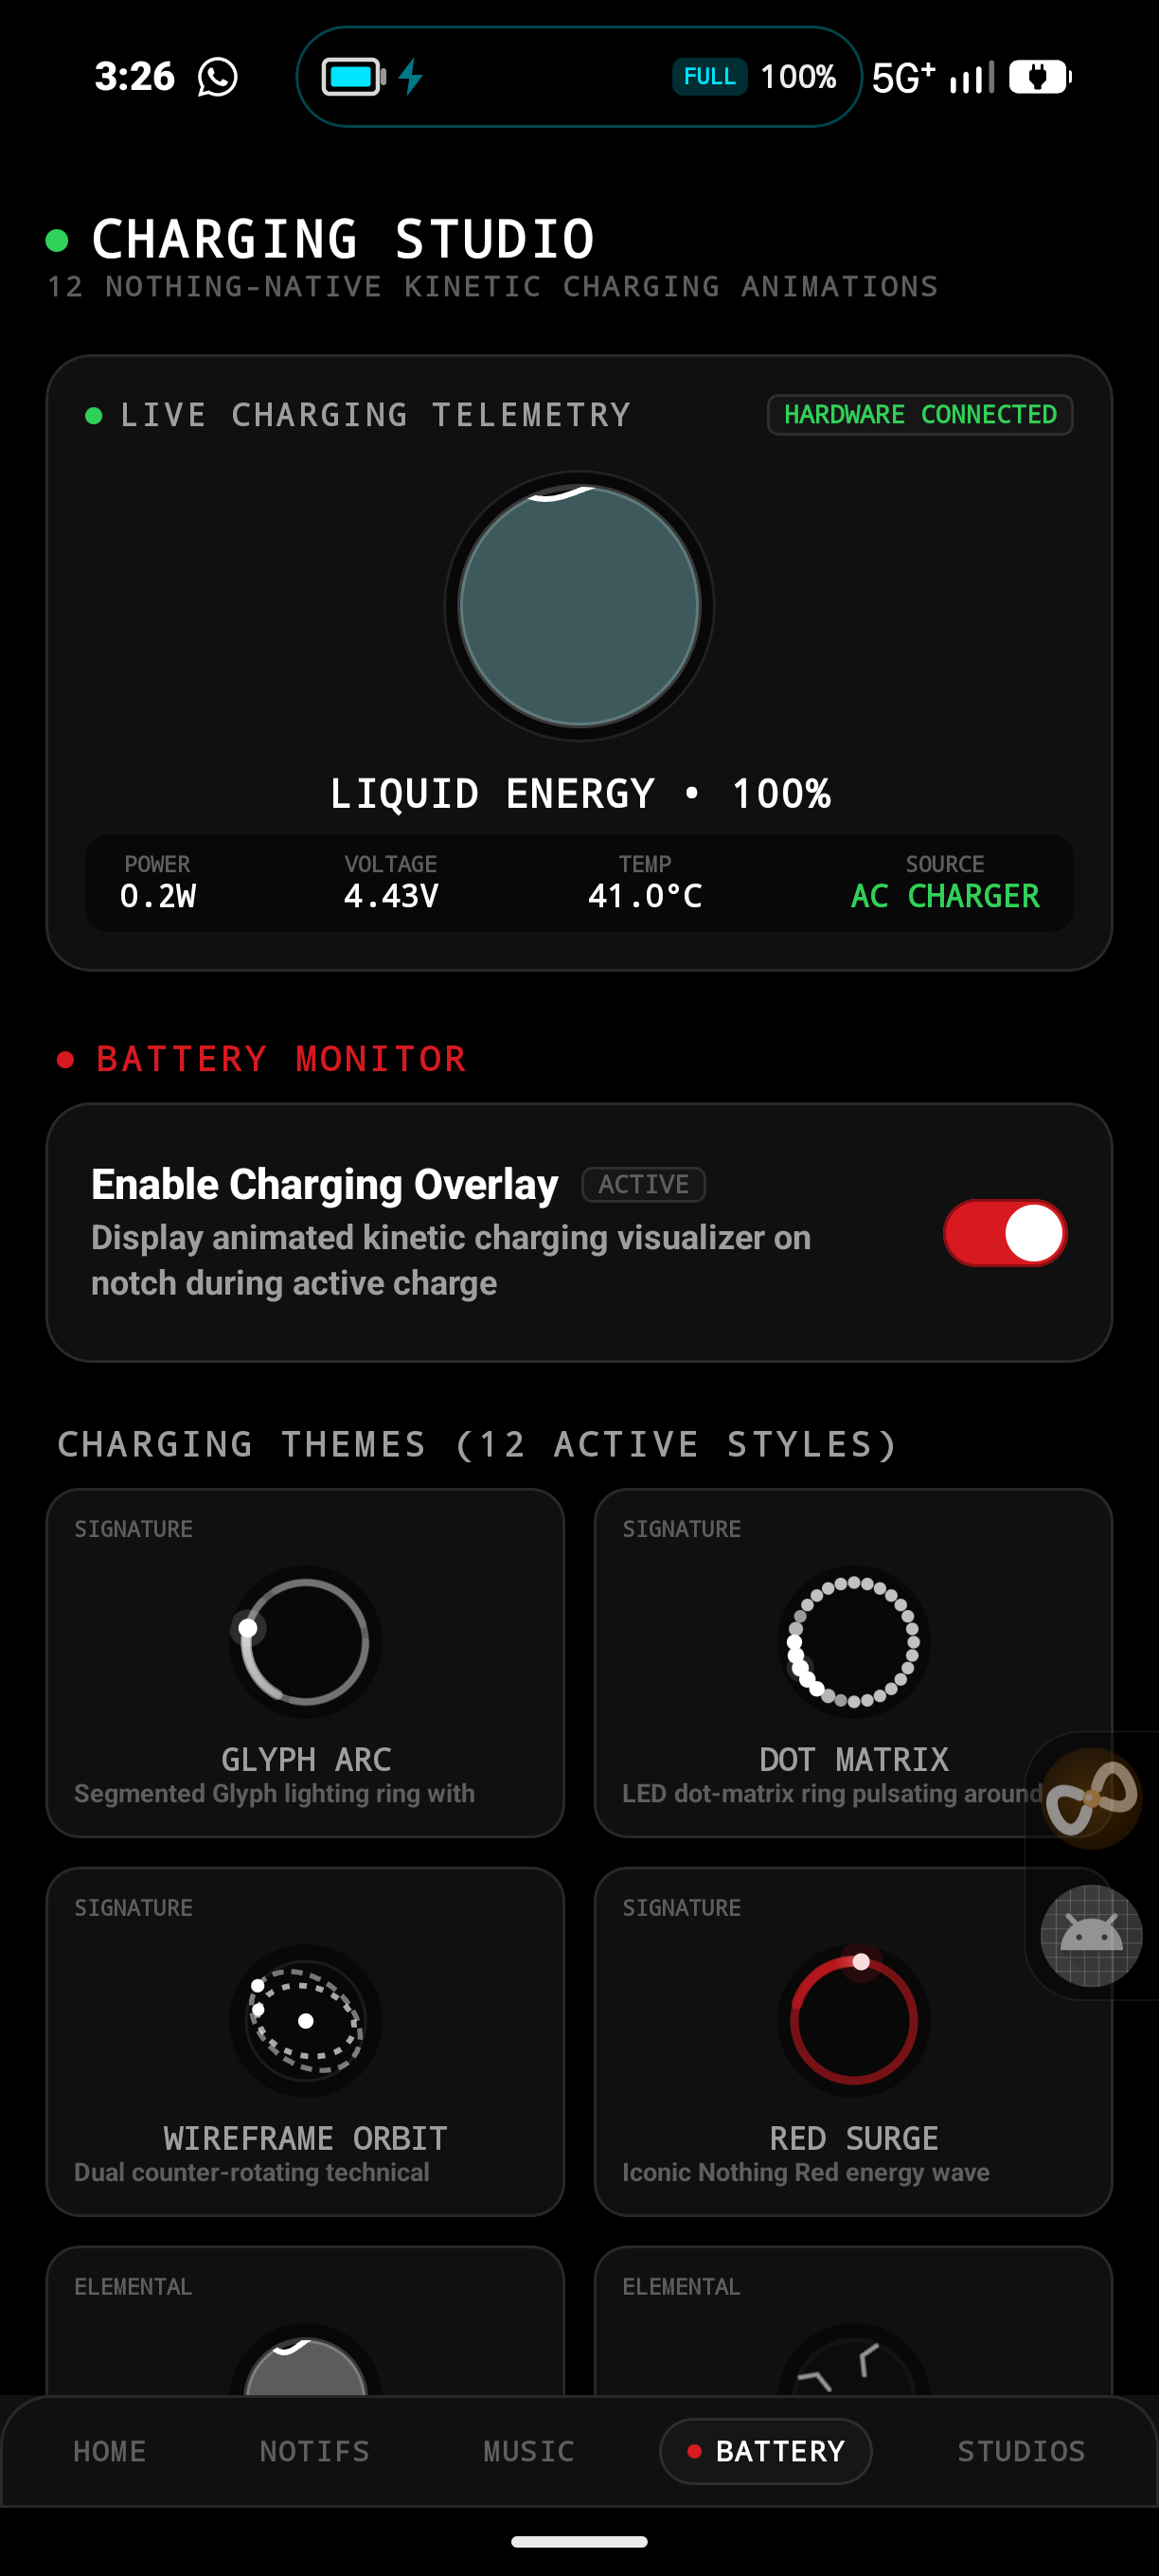 3:26
FULL 100% 5G+
CHARGING STUDIO
12 NOTHING-NATIVE KINETIC CHARGING ANIMATIONS
LIVE CHARGING TELEMETRY
HARDWARE CONNECTED
LIQUID ENERGY • 100%
POWER VOLTAGE TEMP SOURCE
0.2W 4.43V 41.0°C AC CHARGER
BATTERY MONITOR
Enable Charging Overlay ACTIVE
Display animated kinetic charging visualizer on
notch during active charge
CHARGING THEMES (12 ACTIVE STYLES)
SIGNATURE
GLYPH ARC
Segmented Glyph lighting ring with
SIGNATURE
DOT MATRIX
LED dot-matrix ring pulsating around
SIGNATURE
WIREFRAME ORBIT
Dual counter-rotating technical
SIGNATURE
RED SURGE
Iconic Nothing Red energy wave
ELEMENTAL
ELEMENTAL
HOME NOTIFS MUSIC BATTERY STUDIOS